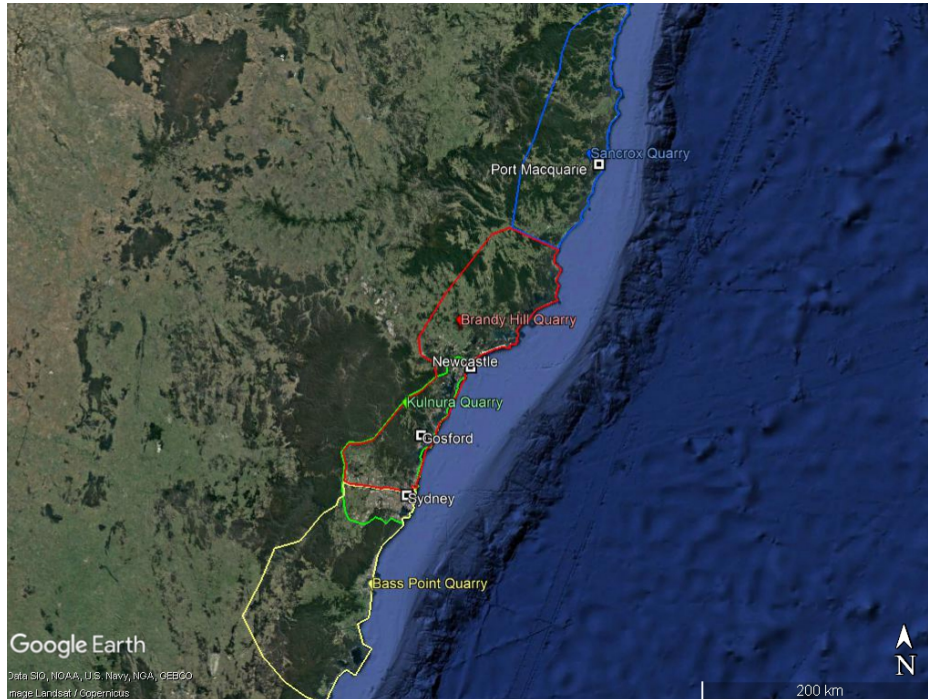 Sancrox Quarry
Port Macquarie
Brandy Hill Quarry
Newcastle
Kulnura Quarry
Gosford
Sydney
Bass Point Quarry
Google Earth
Data SIO, NOAA, U.S. Navy, NGA, GEBCO
Image Landsat / Copernicus
N
200 km